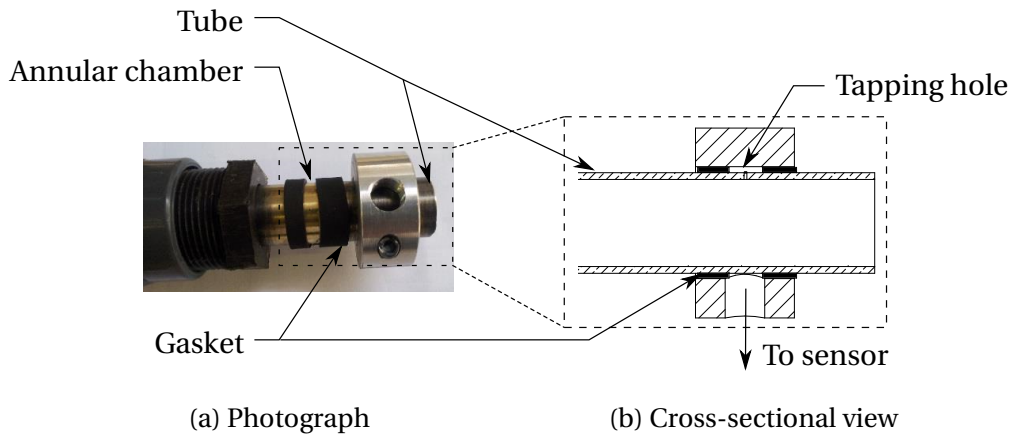 Tube
Annular chamber
Tapping hole
Gasket
To sensor
(a) Photograph
(b) Cross-sectional view